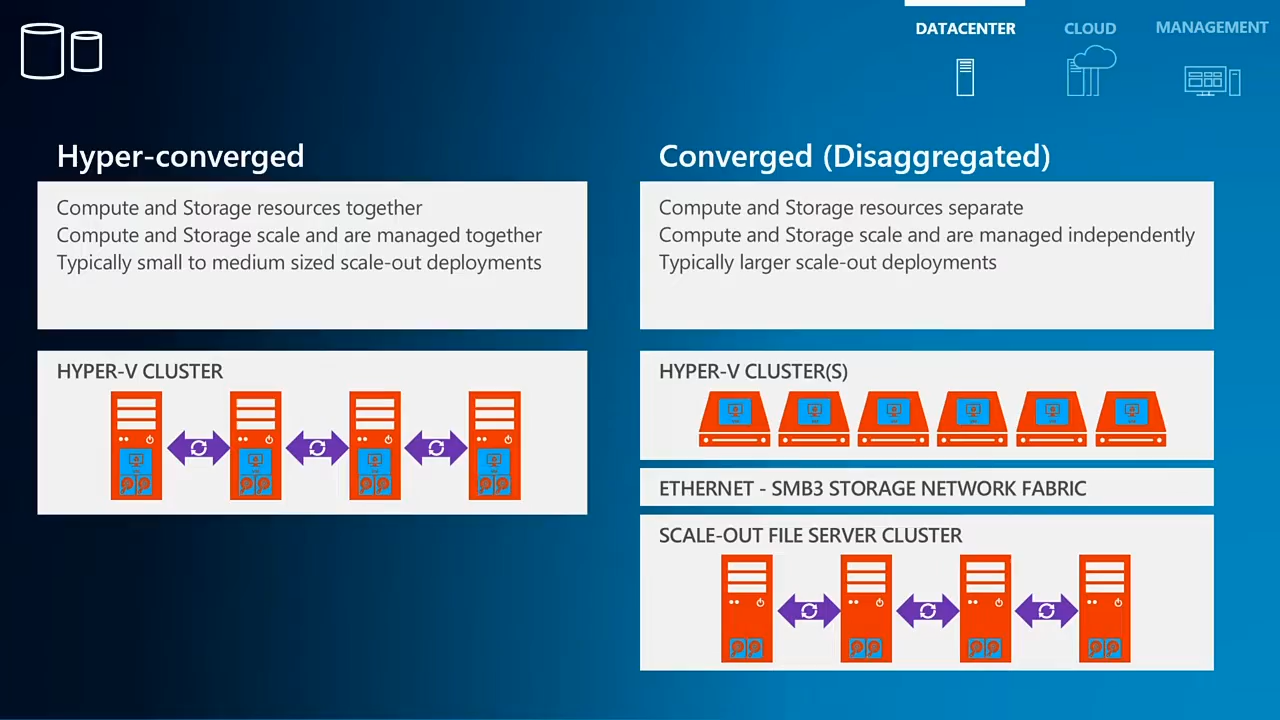 DATACENTER
CLOUD
MANAGEMENT
Hyper-converged
Compute and Storage resources together
Compute and Storage scale and are managed together
Typically small to medium sized scale-out deployments
HYPER-V CLUSTER
Converged (Disaggregated)
Compute and Storage resources separate
Compute and Storage scale and are managed independently
Typically larger scale-out deployments
HYPER-V CLUSTER(S)
ETHERNET - SMB3 STORAGE NETWORK FABRIC
SCALE-OUT FILE SERVER CLUSTER